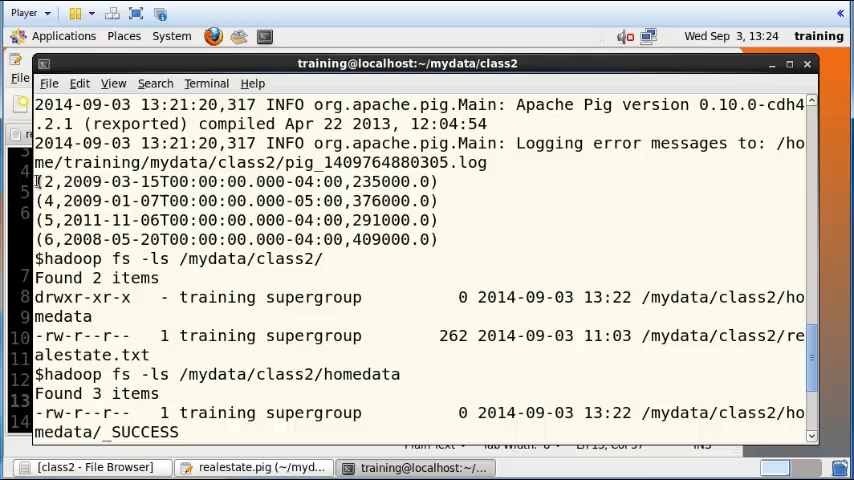 Player
Applications Places System
Wed Sep 3, 13:24 training
training@localhost:~/mydata/class2
File Edit View Search Terminal Help
2014-09-03 13:21:20,317 INFO org.apache.pig.Main: Apache Pig version 0.10.0-cdh4
.2.1 (rexported) compiled Apr 22 2013, 12:04:54
2014-09-03 13:21:20,317 INFO org.apache.pig.Main: Logging error messages to: /ho
me/training/mydata/class2/pig_1409764880305.log
(2,2009-03-15T00:00:00.000-04:00,235000.0)
(4,2009-01-07T00:00:00.000-05:00,376000.0)
(5,2011-11-06T00:00:00.000-04:00,291000.0)
(6,2008-05-20T00:00:00.000-04:00,409000.0)
$hadoop fs -ls /mydata/class2/
Found 2 items
drwxr-xr-x - training supergroup 0 2014-09-03 13:22 /mydata/class2/ho
medata
-rw-r--r-- 1 training supergroup 262 2014-09-03 11:03 /mydata/class2/re
alestate.txt
$hadoop fs -ls /mydata/class2/homedata
Found 3 items
-rw-r--r-- 1 training supergroup 0 2014-09-03 13:22 /mydata/class2/ho
medata/_SUCCESS
[class2 - File Browser] realestate.pig (~/myd... training@localhost:~/...